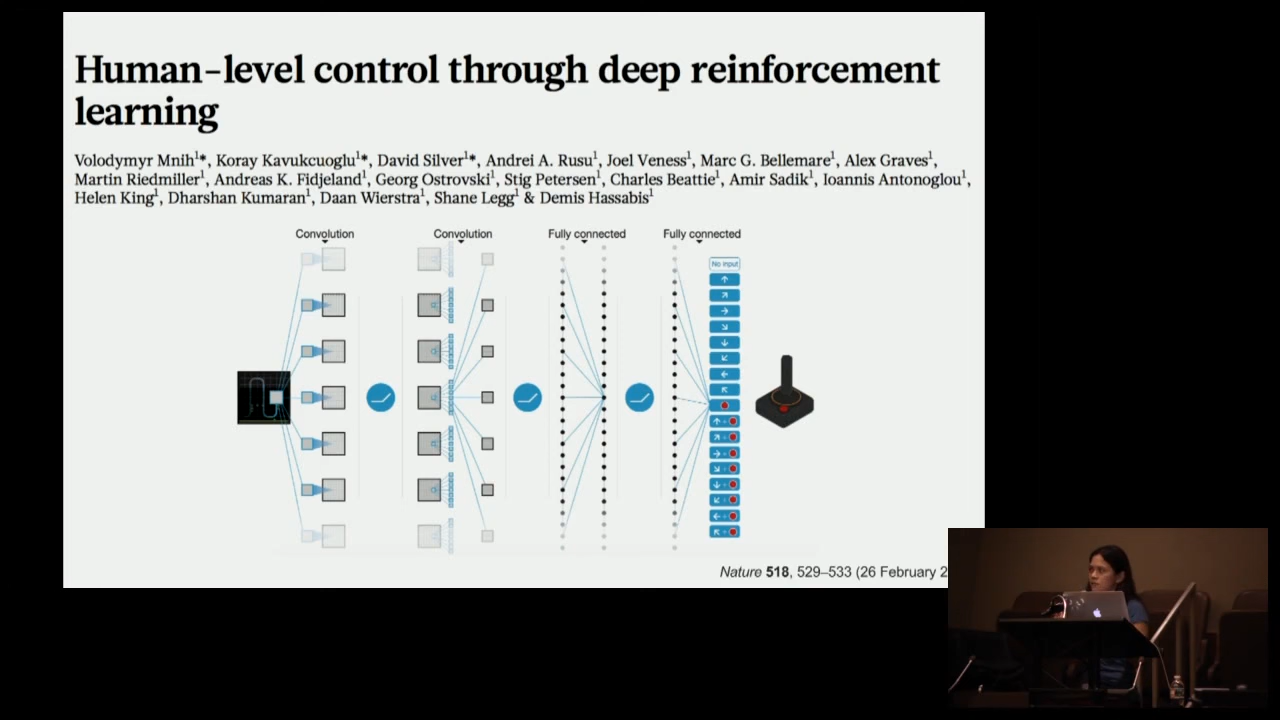 Human-level control through deep reinforcement
learning
Volodymyr Mnih¹*, Koray Kavukcuoglu¹*, David Silver¹*, Andrei A. Rusu¹, Joel Veness¹, Marc G. Bellemare¹, Alex Graves¹,
Martin Riedmiller¹, Andreas K. Fidjeland¹, Georg Ostrovski¹, Stig Petersen¹, Charles Beattie¹, Amir Sadik¹, Ioannis Antonoglou¹,
Helen King¹, Dharshan Kumaran¹, Daan Wierstra¹, Shane Legg¹ & Demis Hassabis¹
Convolution Convolution Fully connected Fully connected
No input
Nature 518, 529–533 (26 February 2